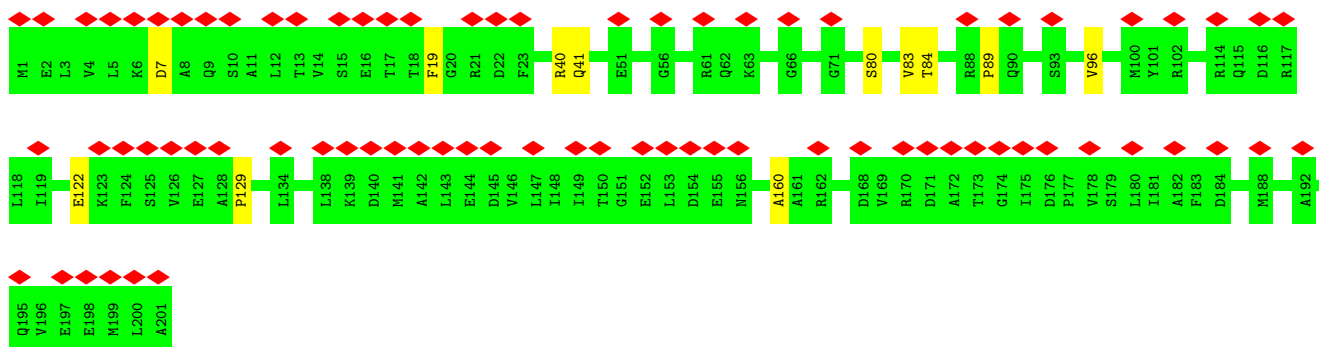 M1 E2 L3 V4 L5 K6 D7 A8 Q9 S10 A11 L12 T13 V14 S15 E16 T17 T18 F19 G20 R21 D22 F23 R40 Q41 E51 G56 R61 Q62 K63 G66 G71 S80 V83 T84 R88 P89 Q90 S93 V96 M100 Y101 R102 R114 Q115 D116 R117
L118 I119 E122 K123 F124 S125 V126 E127 A128 P129 L134 L138 K139 D140 M141 A142 L143 E144 D145 V146 L147 I148 I149 T150 G151 E152 L153 D154 E155 N156 A160 A161 R162 D168 V169 R170 D171 A172 T173 G174 I175 D176 P177 V178 S179 L180 I181 A182 F183 D184 M188 A192
Q195 V196 E197 E198 M199 L200 A201